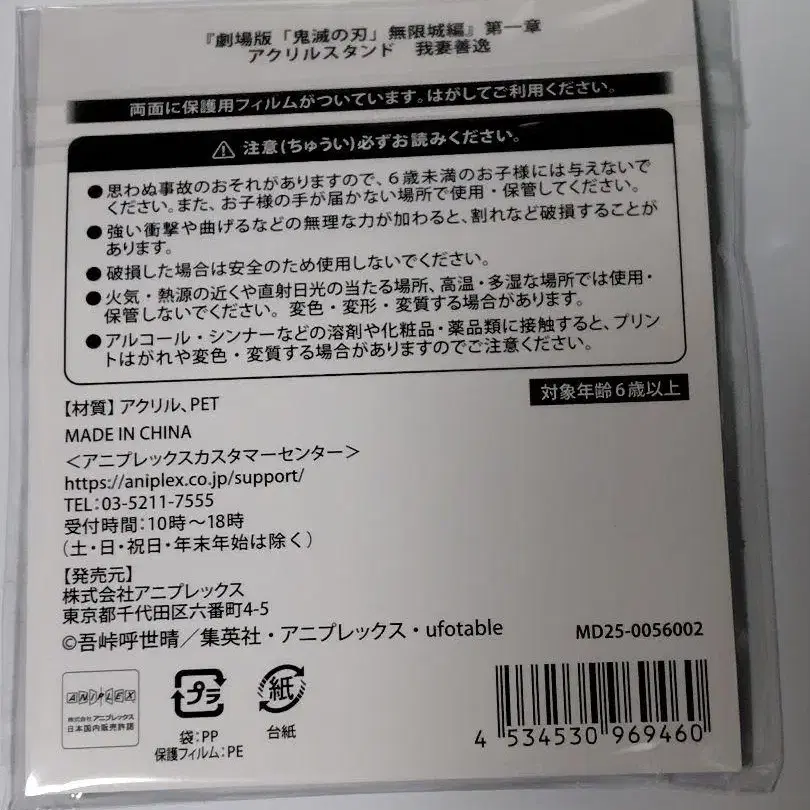 『劇場版「鬼滅の刃」無限城編』第一章
アクリルスタンド　我妻善逸
両面に保護用フィルムがついています。はがしてご利用ください。
⚠ 注意(ちゅうい)必ずお読みください。
●思わぬ事故のおそれがありますので、６歳未満のお子様には与えないで
ください。また、お子様の手が届かない場所で使用・保管してください。
●強い衝撃や曲げるなどの無理な力が加わると、割れなど破損することが
あります。
●破損した場合は安全のため使用しないでください。
●火気・熱源の近くや直射日光の当たる場所、高温・多湿な場所では使用・
保管しないでください。変色・変形・変質する場合があります。
●アルコール・シンナーなどの溶剤や化粧品・薬品類に接触すると、プリン
トはがれや変色・変質する場合がありますのでご注意ください。
対象年齢６歳以上
【材質】アクリル、PET
MADE IN CHINA
＜アニプレックスカスタマーセンター＞
https://aniplex.co.jp/support/
TEL：03-5211-7555
受付時間：10時～18時
（土・日・祝日・年末年始は除く）
【発売元】
株式会社アニプレックス
東京都千代田区六番町4-5
©吾峠呼世晴／集英社・アニプレックス・ufotable
MD25-0056002
ANIPLEX
株式会社アニプレックス
日本国内販売許諾
プラ
袋：PP
保護フィルム：PE
紙
台紙
4 534530 969460